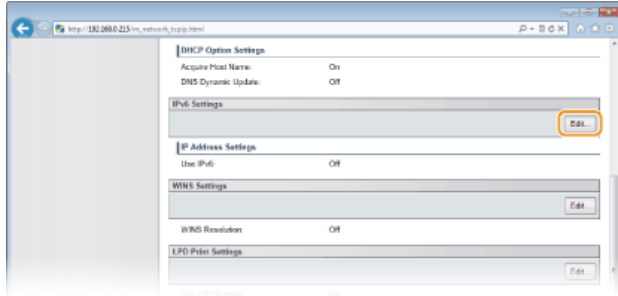 http://192.168.0.215/m_network_tcpip.html
DHCP Option Settings
Acquire Host Name: On
DNS Dynamic Update: Off
IPv6 Settings
Edit...
IP Address Settings
Use IPv6: Off
WINS Settings
Edit...
WINS Resolution: Off
LPD Print Settings
Edit...